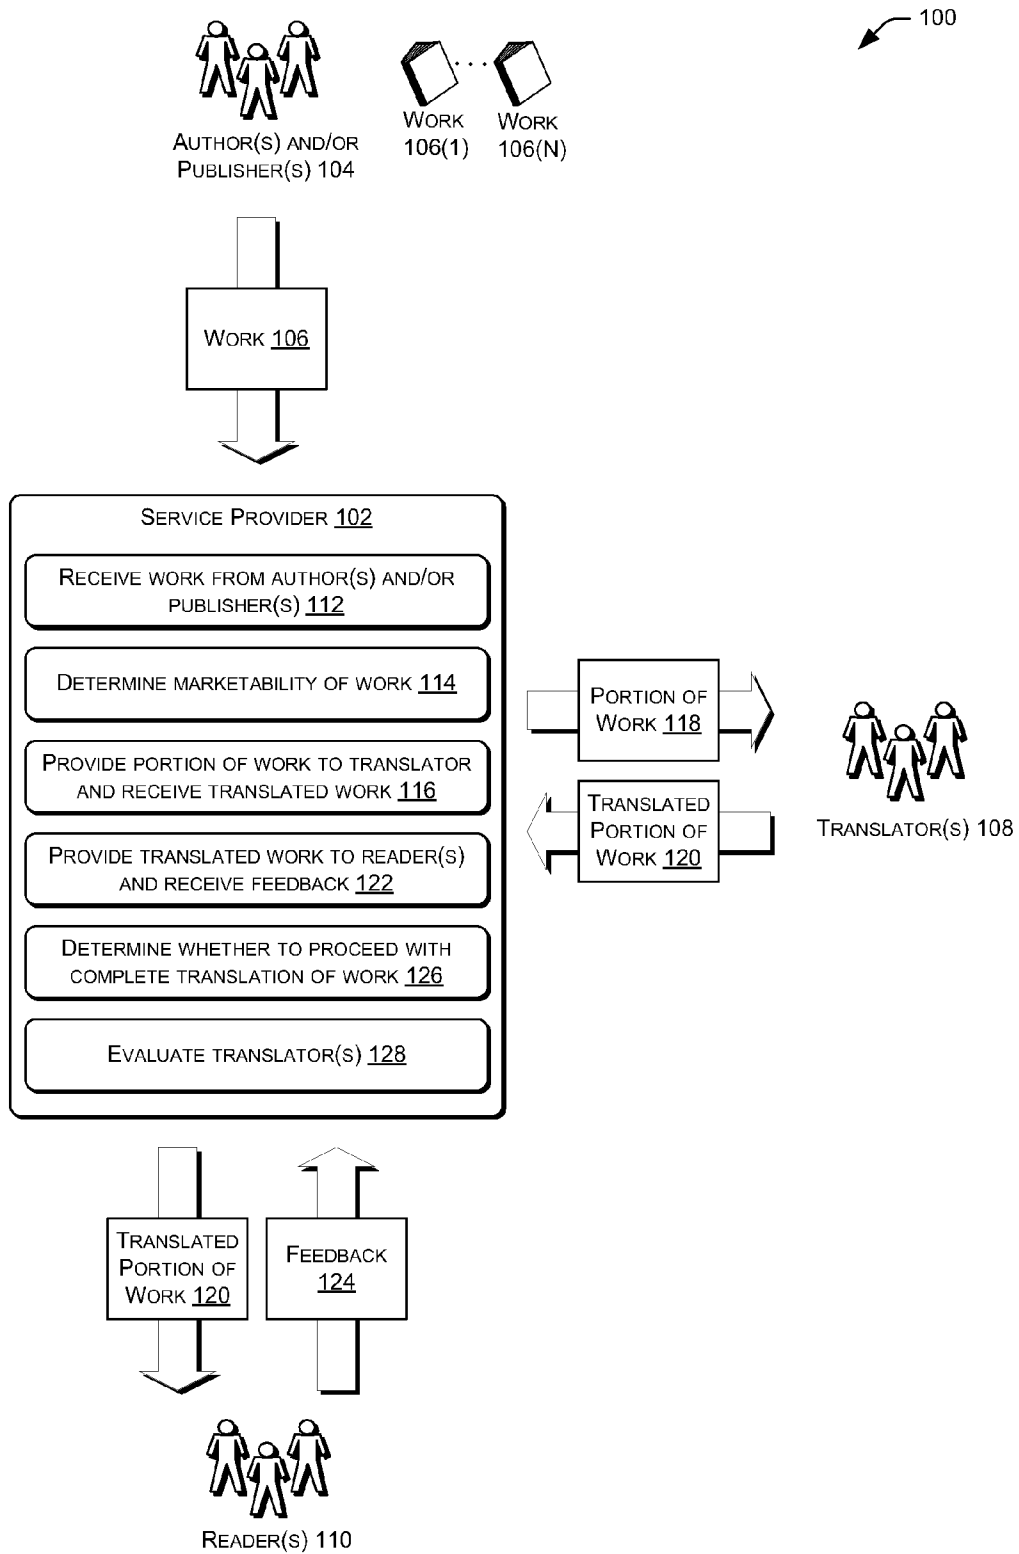 100
AUTHOR(S) AND/OR
PUBLISHER(S) 104
WORK
106(1)
WORK
106(N)
WORK 106
SERVICE PROVIDER 102
RECEIVE WORK FROM AUTHOR(S) AND/OR
PUBLISHER(S) 112
DETERMINE MARKETABILITY OF WORK 114
PROVIDE PORTION OF WORK TO TRANSLATOR
AND RECEIVE TRANSLATED WORK 116
PROVIDE TRANSLATED WORK TO READER(S)
AND RECEIVE FEEDBACK 122
DETERMINE WHETHER TO PROCEED WITH
COMPLETE TRANSLATION OF WORK 126
EVALUATE TRANSLATOR(S) 128
PORTION OF
WORK 118
TRANSLATED
PORTION OF
WORK 120
TRANSLATOR(S) 108
TRANSLATED
PORTION OF
WORK 120
FEEDBACK
124
READER(S) 110